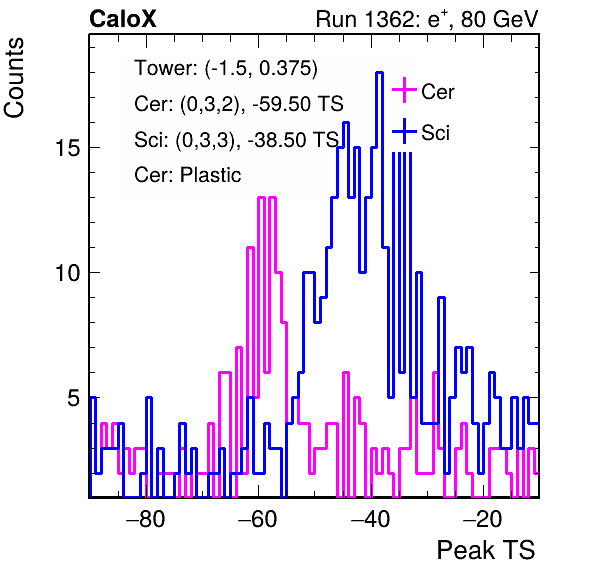 CaloX Run 1362: e⁺, 80 GeV
Counts
Tower: (-1.5, 0.375)
Cer: (0,3,2), -59.50 TS
Sci: (0,3,3), -38.50 TS
Cer: Plastic
Cer
Sci
15
10
5
−80 −60 −40 −20
Peak TS